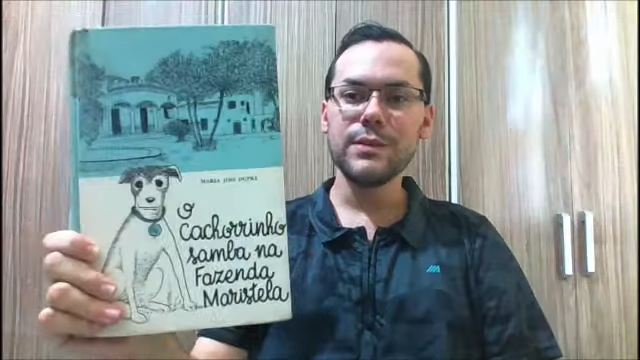 MARIA JOSÉ DUPRÉ
O
Cachorrinho
samba na
Fazenda
Maristela